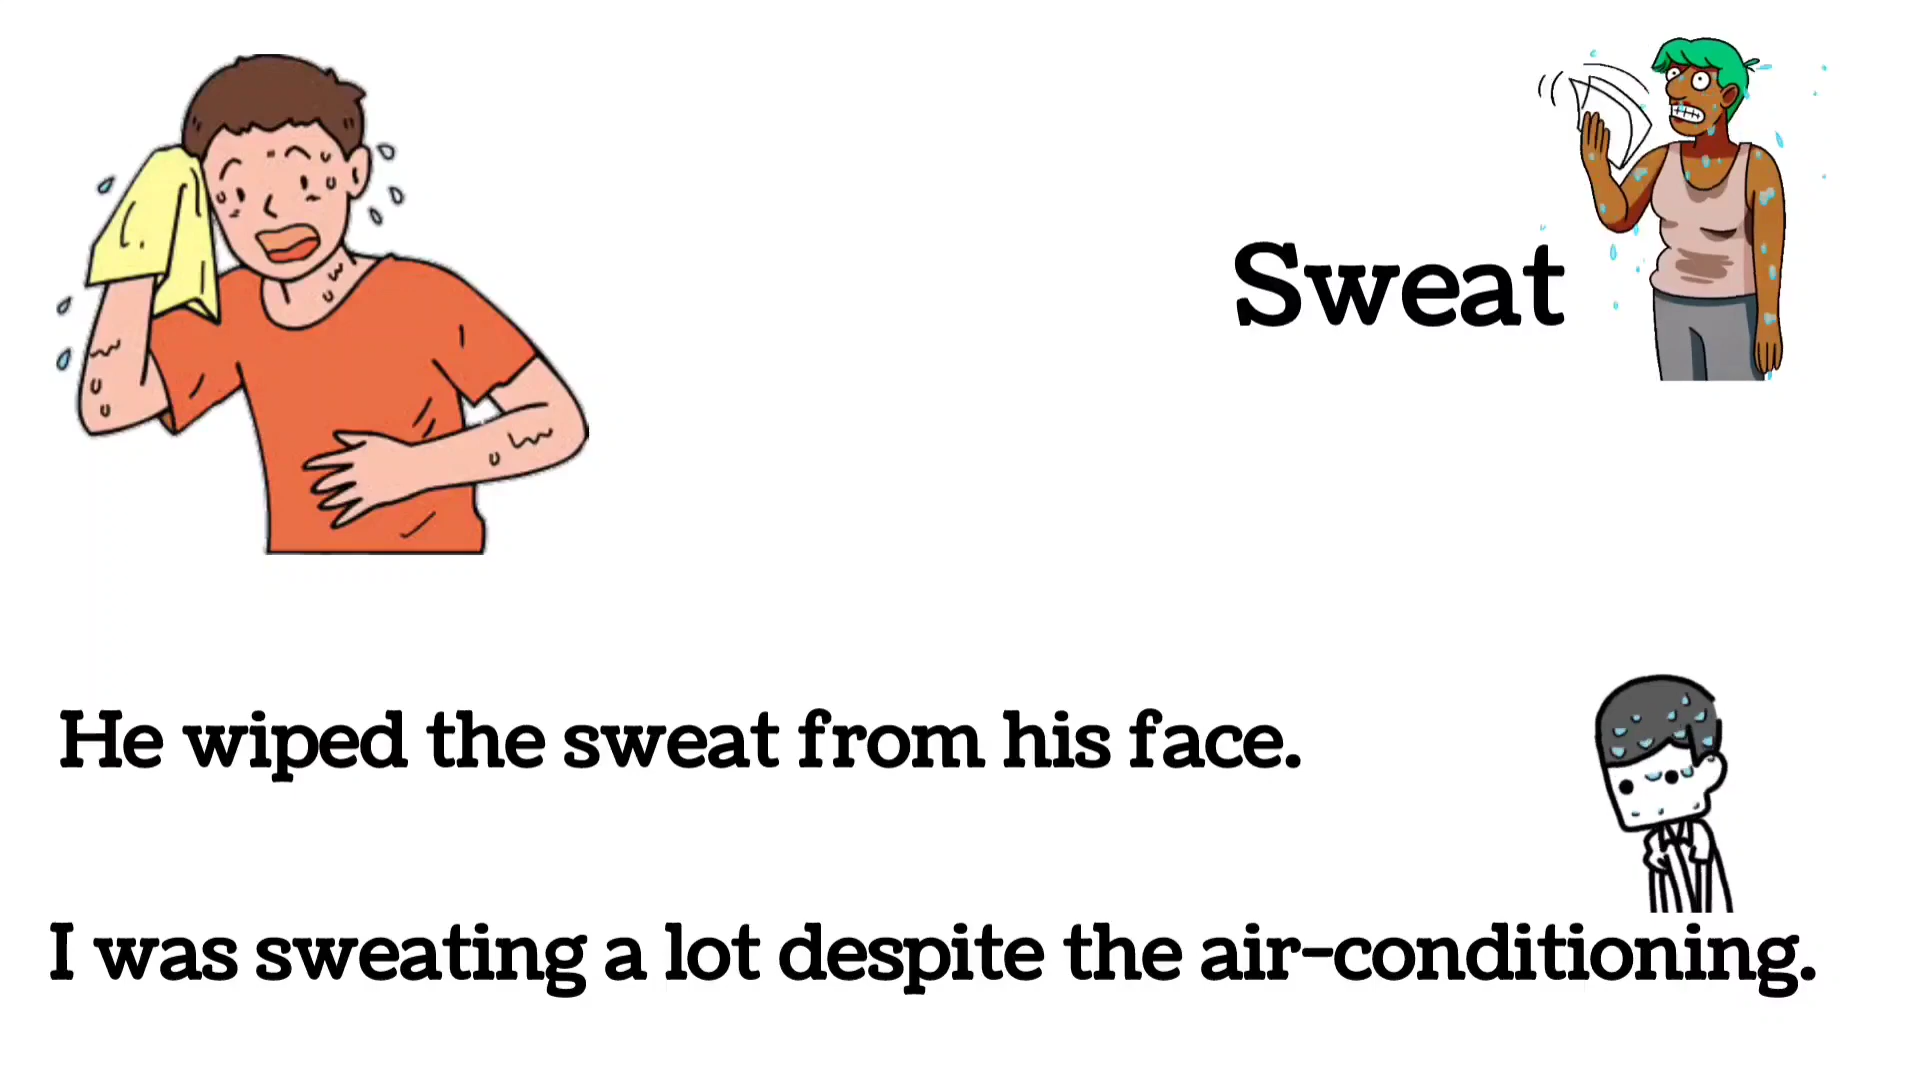 Sweat
He wiped the sweat from his face.
I was sweating a lot despite the air-conditioning.